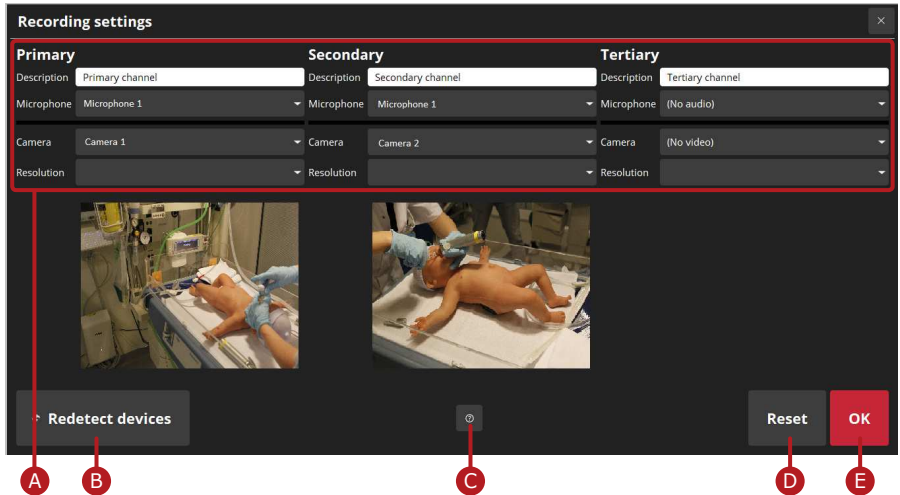 Recording settings
Primary Secondary Tertiary
Description Primary channel Description Secondary channel Description Tertiary channel
Microphone Microphone 1 Microphone Microphone 1 Microphone (No audio)
Camera Camera 1 Camera Camera 2 Camera (No video)
Resolution Resolution Resolution
Redetect devices ? Reset OK
A B C D E